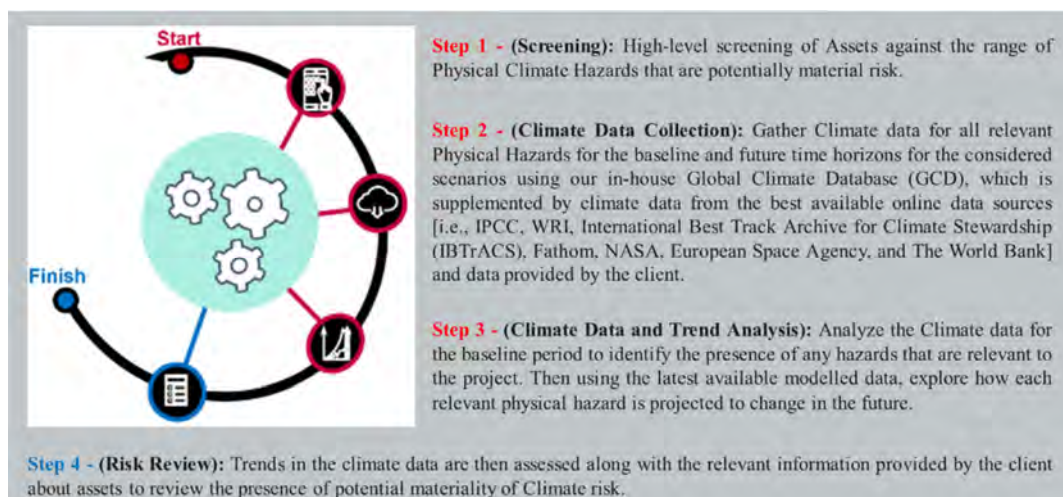 Start
Finish
Step 1 - (Screening): High-level screening of Assets against the range of
Physical Climate Hazards that are potentially material risk.
Step 2 - (Climate Data Collection): Gather Climate data for all relevant
Physical Hazards for the baseline and future time horizons for the considered
scenarios using our in-house Global Climate Database (GCD), which is
supplemented by climate data from the best available online data sources
[i.e., IPCC, WRI, International Best Track Archive for Climate Stewardship
(IBTrACS), Fathom, NASA, European Space Agency, and The World Bank]
and data provided by the client.
Step 3 - (Climate Data and Trend Analysis): Analyze the Climate data for
the baseline period to identify the presence of any hazards that are relevant to
the project. Then using the latest available modelled data, explore how each
relevant physical hazard is projected to change in the future.
Step 4 - (Risk Review): Trends in the climate data are then assessed along with the relevant information provided by the client
about assets to review the presence of potential materiality of Climate risk.